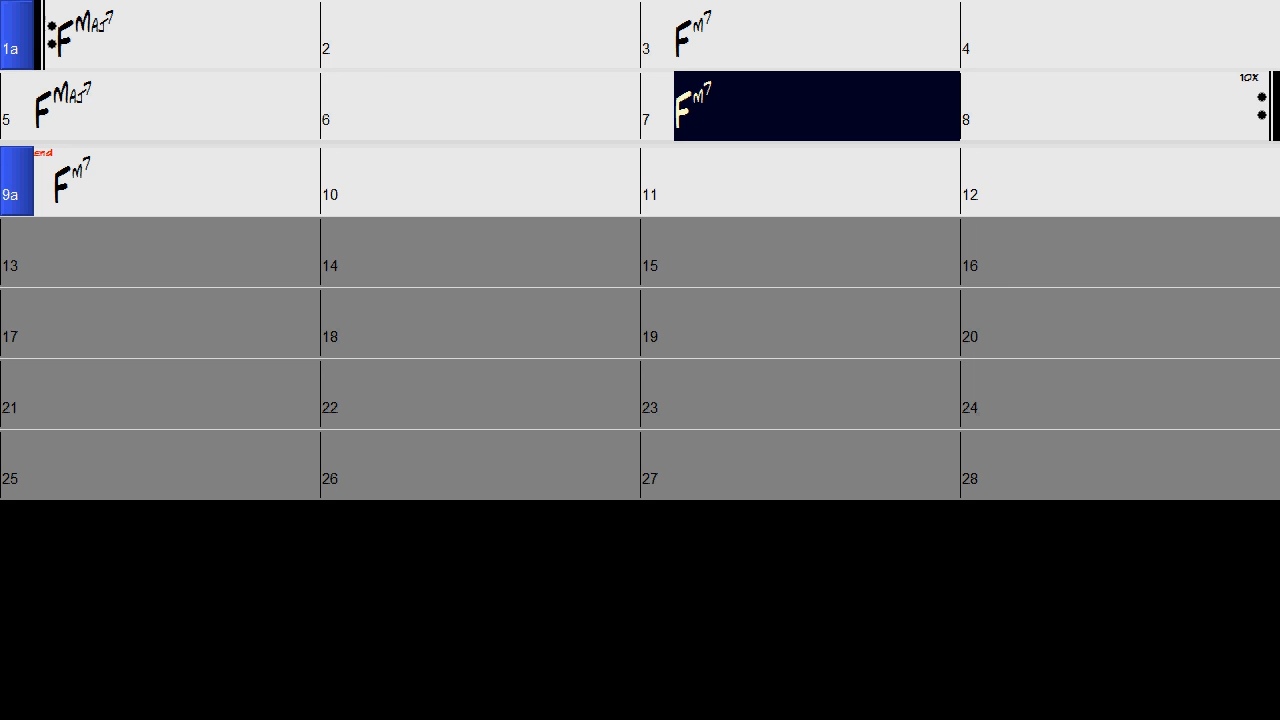 1a FMAJ7 2 3 FM7 4
10X
5 FMAJ7 6 7 FM7 8
end
9a FM7 10 11 12
13 14 15 16
17 18 19 20
21 22 23 24
25 26 27 28